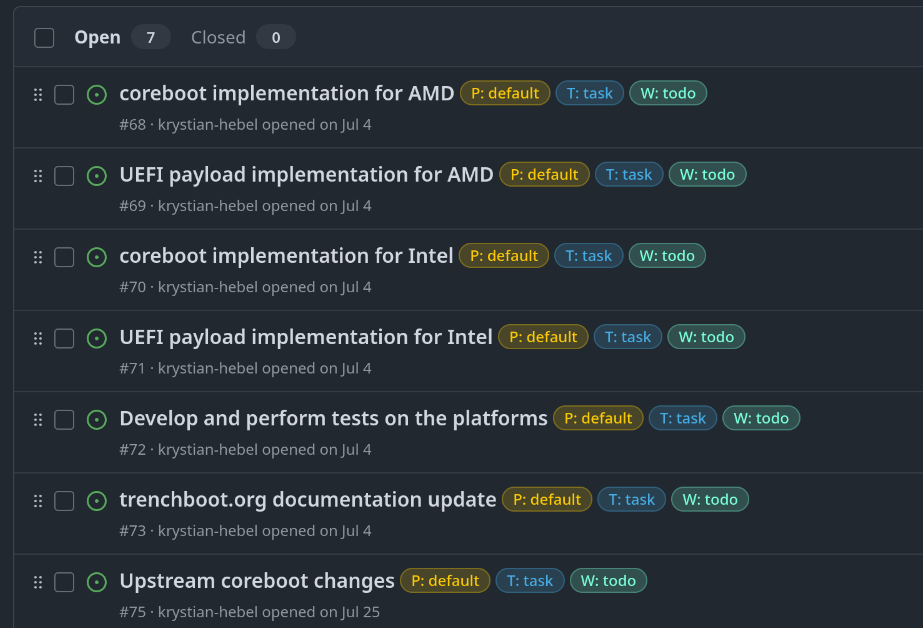 Open 7 Closed 0
coreboot implementation for AMD P: default T: task W: todo
#68 · krystian-hebel opened on Jul 4
UEFI payload implementation for AMD P: default T: task W: todo
#69 · krystian-hebel opened on Jul 4
coreboot implementation for Intel P: default T: task W: todo
#70 · krystian-hebel opened on Jul 4
UEFI payload implementation for Intel P: default T: task W: todo
#71 · krystian-hebel opened on Jul 4
Develop and perform tests on the platforms P: default T: task W: todo
#72 · krystian-hebel opened on Jul 4
trenchboot.org documentation update P: default T: task W: todo
#73 · krystian-hebel opened on Jul 4
Upstream coreboot changes P: default T: task W: todo
#75 · krystian-hebel opened on Jul 25